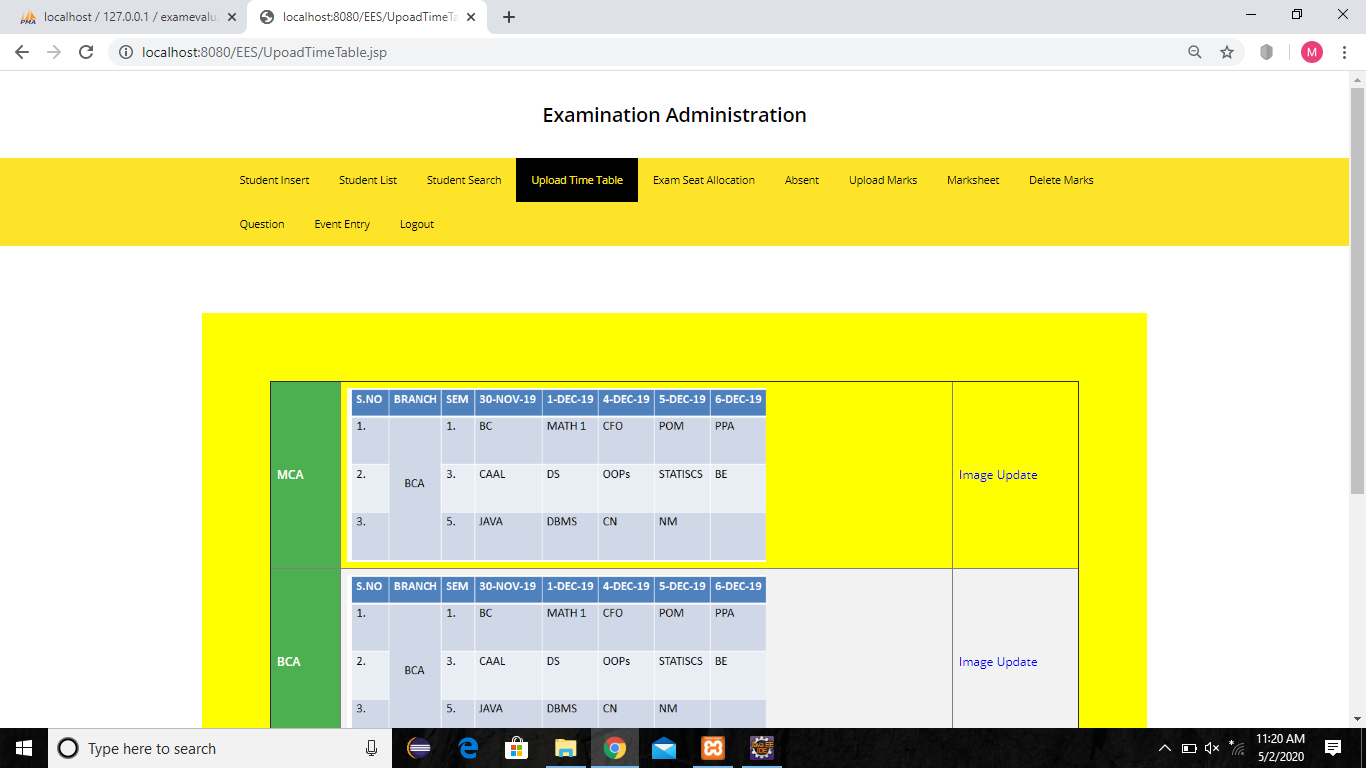 localhost / 127.0.0.1 / examevalu
localhost:8080/EES/UpoadTimeTa
localhost:8080/EES/UpoadTimeTable.jsp
M
Examination Administration
Student Insert Student List Student Search Upload Time Table Exam Seat Allocation Absent Upload Marks Marksheet Delete Marks
Question Event Entry Logout
S.NO BRANCH SEM 30-NOV-19 1-DEC-19 4-DEC-19 5-DEC-19 6-DEC-19
1. 1. BC MATH 1 CFO POM PPA
MCA 2. BCA 3. CAAL DS OOPs STATISCS BE Image Update
3. 5. JAVA DBMS CN NM
S.NO BRANCH SEM 30-NOV-19 1-DEC-19 4-DEC-19 5-DEC-19 6-DEC-19
1. 1. BC MATH 1 CFO POM PPA
BCA 2. BCA 3. CAAL DS OOPs STATISCS BE Image Update
3. 5. JAVA DBMS CN NM
Type here to search
11:20 AM
5/2/2020